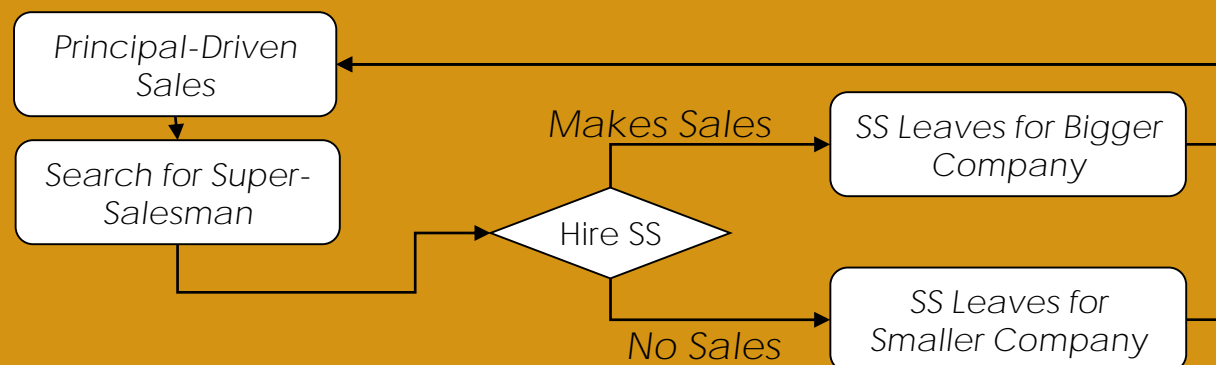 Principal-Driven
Sales
Search for Super-
Salesman
Hire SS
Makes Sales
SS Leaves for Bigger
Company
No Sales
SS Leaves for
Smaller Company